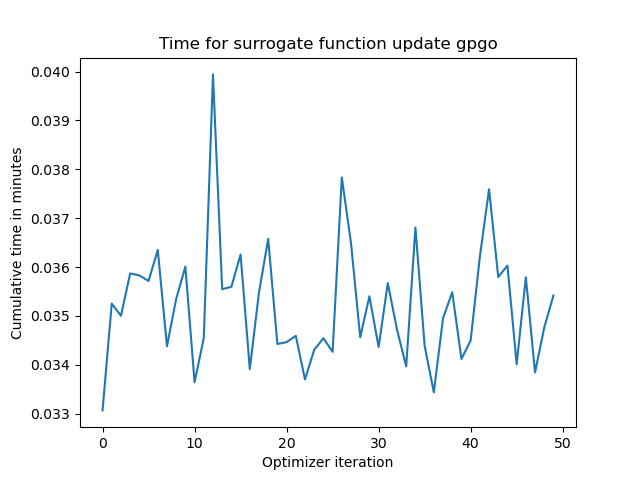 Time for surrogate function update gpgo
0.040
0.039
0.038
0.037
0.036
0.035
0.034
0.033
Cumulative time in minutes
0 10 20 30 40 50
Optimizer iteration